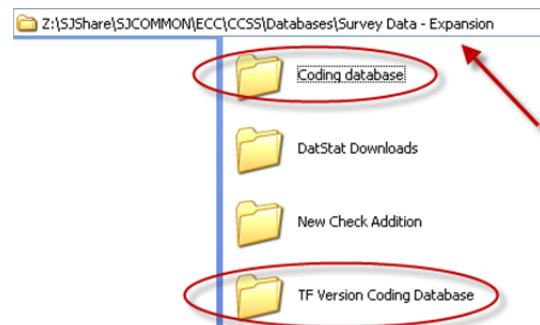 Z:\SJShare\SJCOMMON\ECC\CCSS\Databases\Survey Data - Expansion
Coding database
DatStat Downloads
New Check Addition
TF Version Coding Database